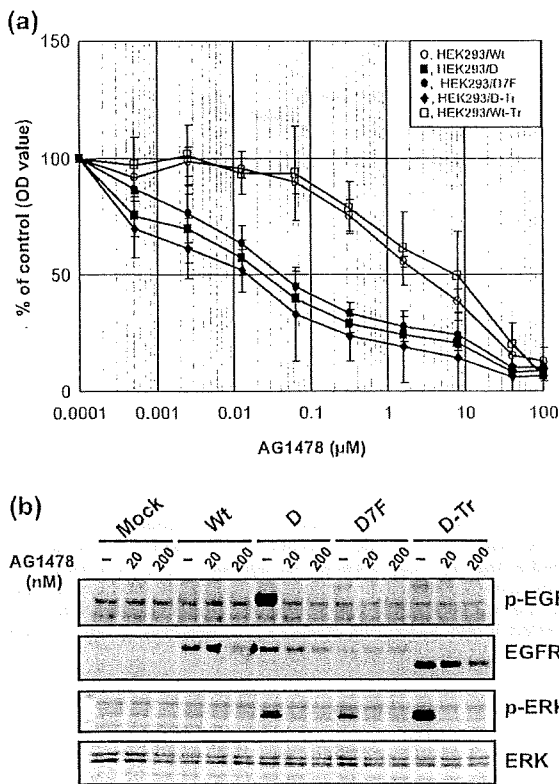 (a)
150
100
50
0
% of control (OD value)
○, HEK293/Wt
■, HEK293/D
●, HEK293/D7F
◆, HEK293/D-Tr
□, HEK293/Wt-Tr
0.0001 0.001 0.01 0.1 1 10 100
AG1478 (µM)
(b)
Mock Wt D D7F D-Tr
AG1478 – 20 200 – 20 200 – 20 200 – 20 200 – 20 200
(nM)
p-EGF
EGFR
p-ERK
ERK